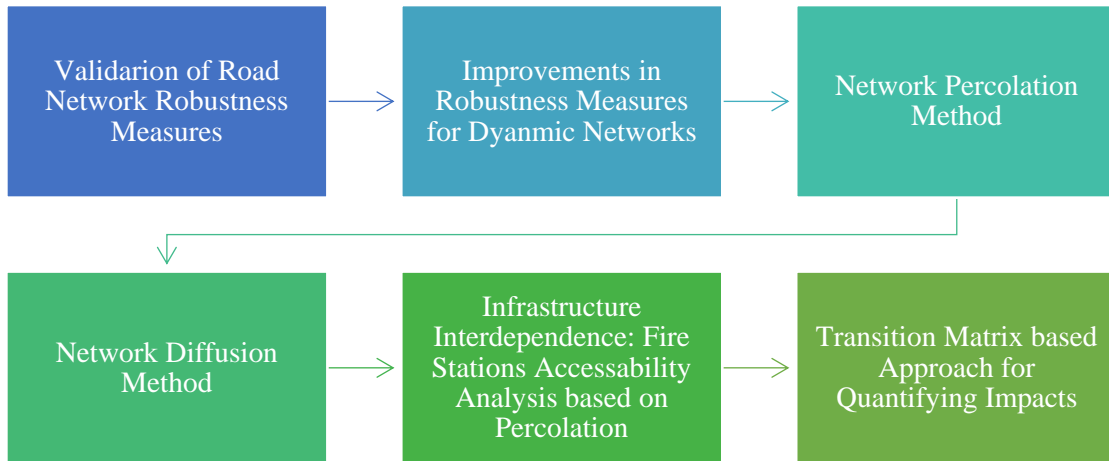 Validarion of Road
Network Robustness
Measures
Improvements in
Robustness Measures
for Dyanmic Networks
Network Percolation
Method
Network Diffusion
Method
Infrastructure
Interdependence: Fire
Stations Accessability
Analysis based on
Percolation
Transition Matrix based
Approach for
Quantifying Impacts